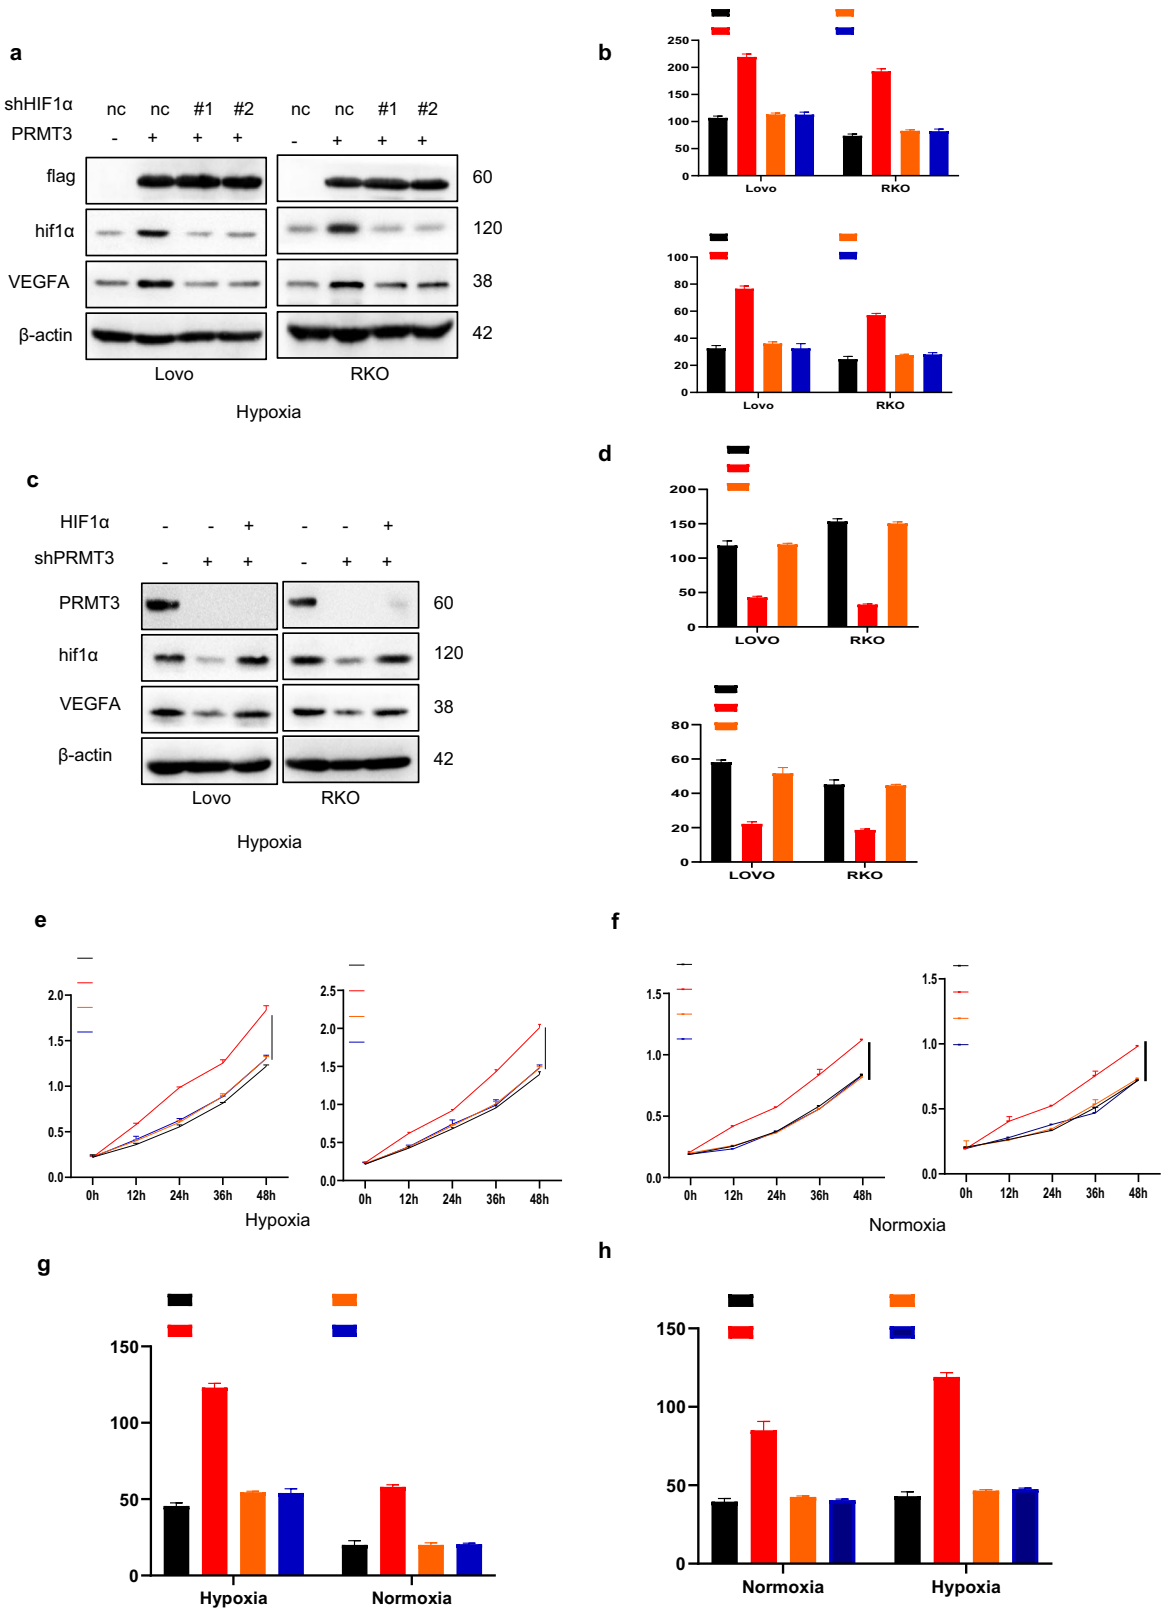 a
shHIF1α nc nc #1 #2 nc nc #1 #2
PRMT3 - + + + - + + +
flag 60
hif1α 120
VEGFA 38
β-actin 42
Lovo RKO
Hypoxia
b
250
200
150
100
50
0
Lovo RKO
100
80
60
40
20
0
Lovo RKO
c
HIF1α - - + - - +
shPRMT3 - + + - + +
PRMT3 60
hif1α 120
VEGFA 38
β-actin 42
Lovo RKO
Hypoxia
d
200
150
100
50
0
LOVO RKO
80
60
40
20
0
LOVO RKO
e
2.0
1.5
1.0
0.5
0.0
0h 12h 24h 36h 48h
2.5
2.0
1.5
1.0
0.5
0.0
0h 12h 24h 36h 48h
Hypoxia
f
1.5
1.0
0.5
0.0
0h 12h 24h 36h 48h
1.5
1.0
0.5
0.0
0h 12h 24h 36h 48h
Normoxia
g
150
100
50
0
Hypoxia Normoxia
h
150
100
50
0
Normoxia Hypoxia